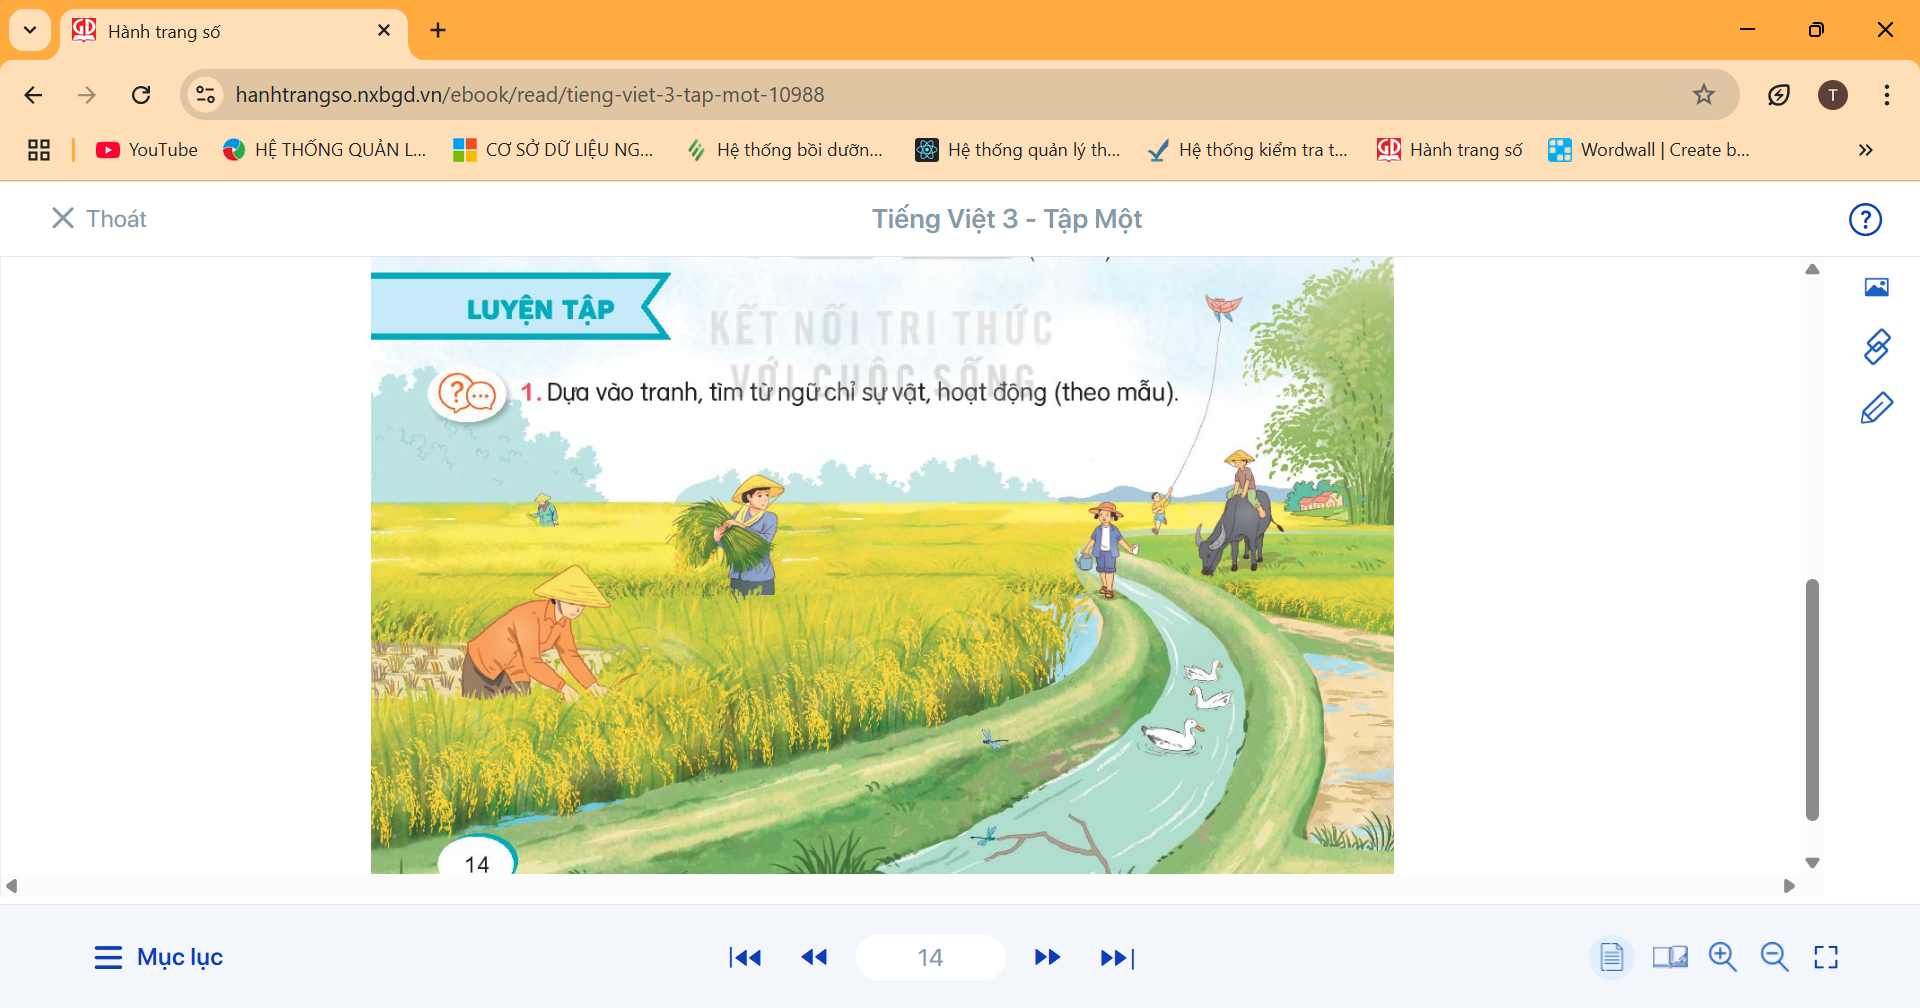 Hành trang số
hanhtrangso.nxbgd.vn/ebook/read/tieng-viet-3-tap-mot-10988
T
YouTube
HỆ THỐNG QUẢN L...
CƠ SỞ DỮ LIỆU NG...
Hệ thống bồi dưỡn...
Hệ thống quản lý th...
Hệ thống kiểm tra t...
Hành trang số
Wordwall | Create b...
Thoát
Tiếng Việt 3 - Tập Một
LUYỆN TẬP
KẾT NỐI TRI THỨC
VỚI CUỘC SỐNG
1. Dựa vào tranh, tìm từ ngữ chỉ sự vật, hoạt động (theo mẫu).
14
Mục lục
14